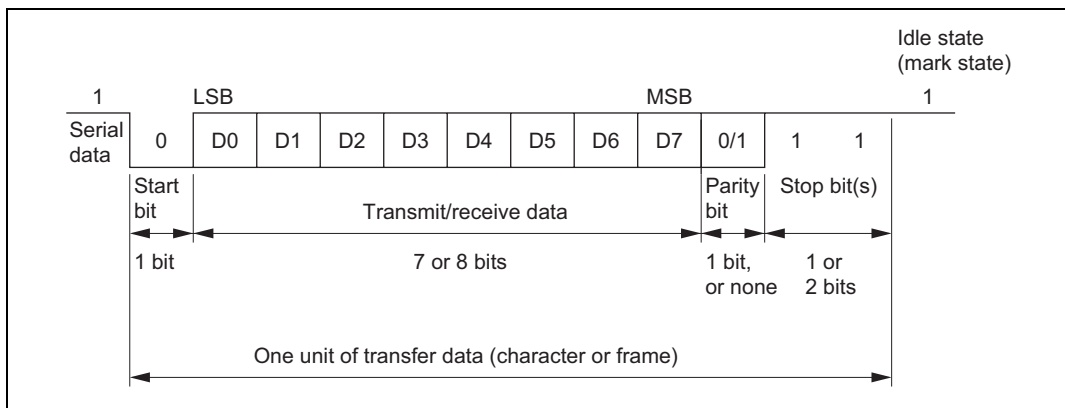 Idle state
(mark state)
1 LSB MSB 1
Serial
data
0 D0 D1 D2 D3 D4 D5 D6 D7 0/1 1 1
Start
bit
Transmit/receive data
Parity
bit
Stop bit(s)
1 bit
7 or 8 bits
1 bit,
or none
1 or
2 bits
One unit of transfer data (character or frame)